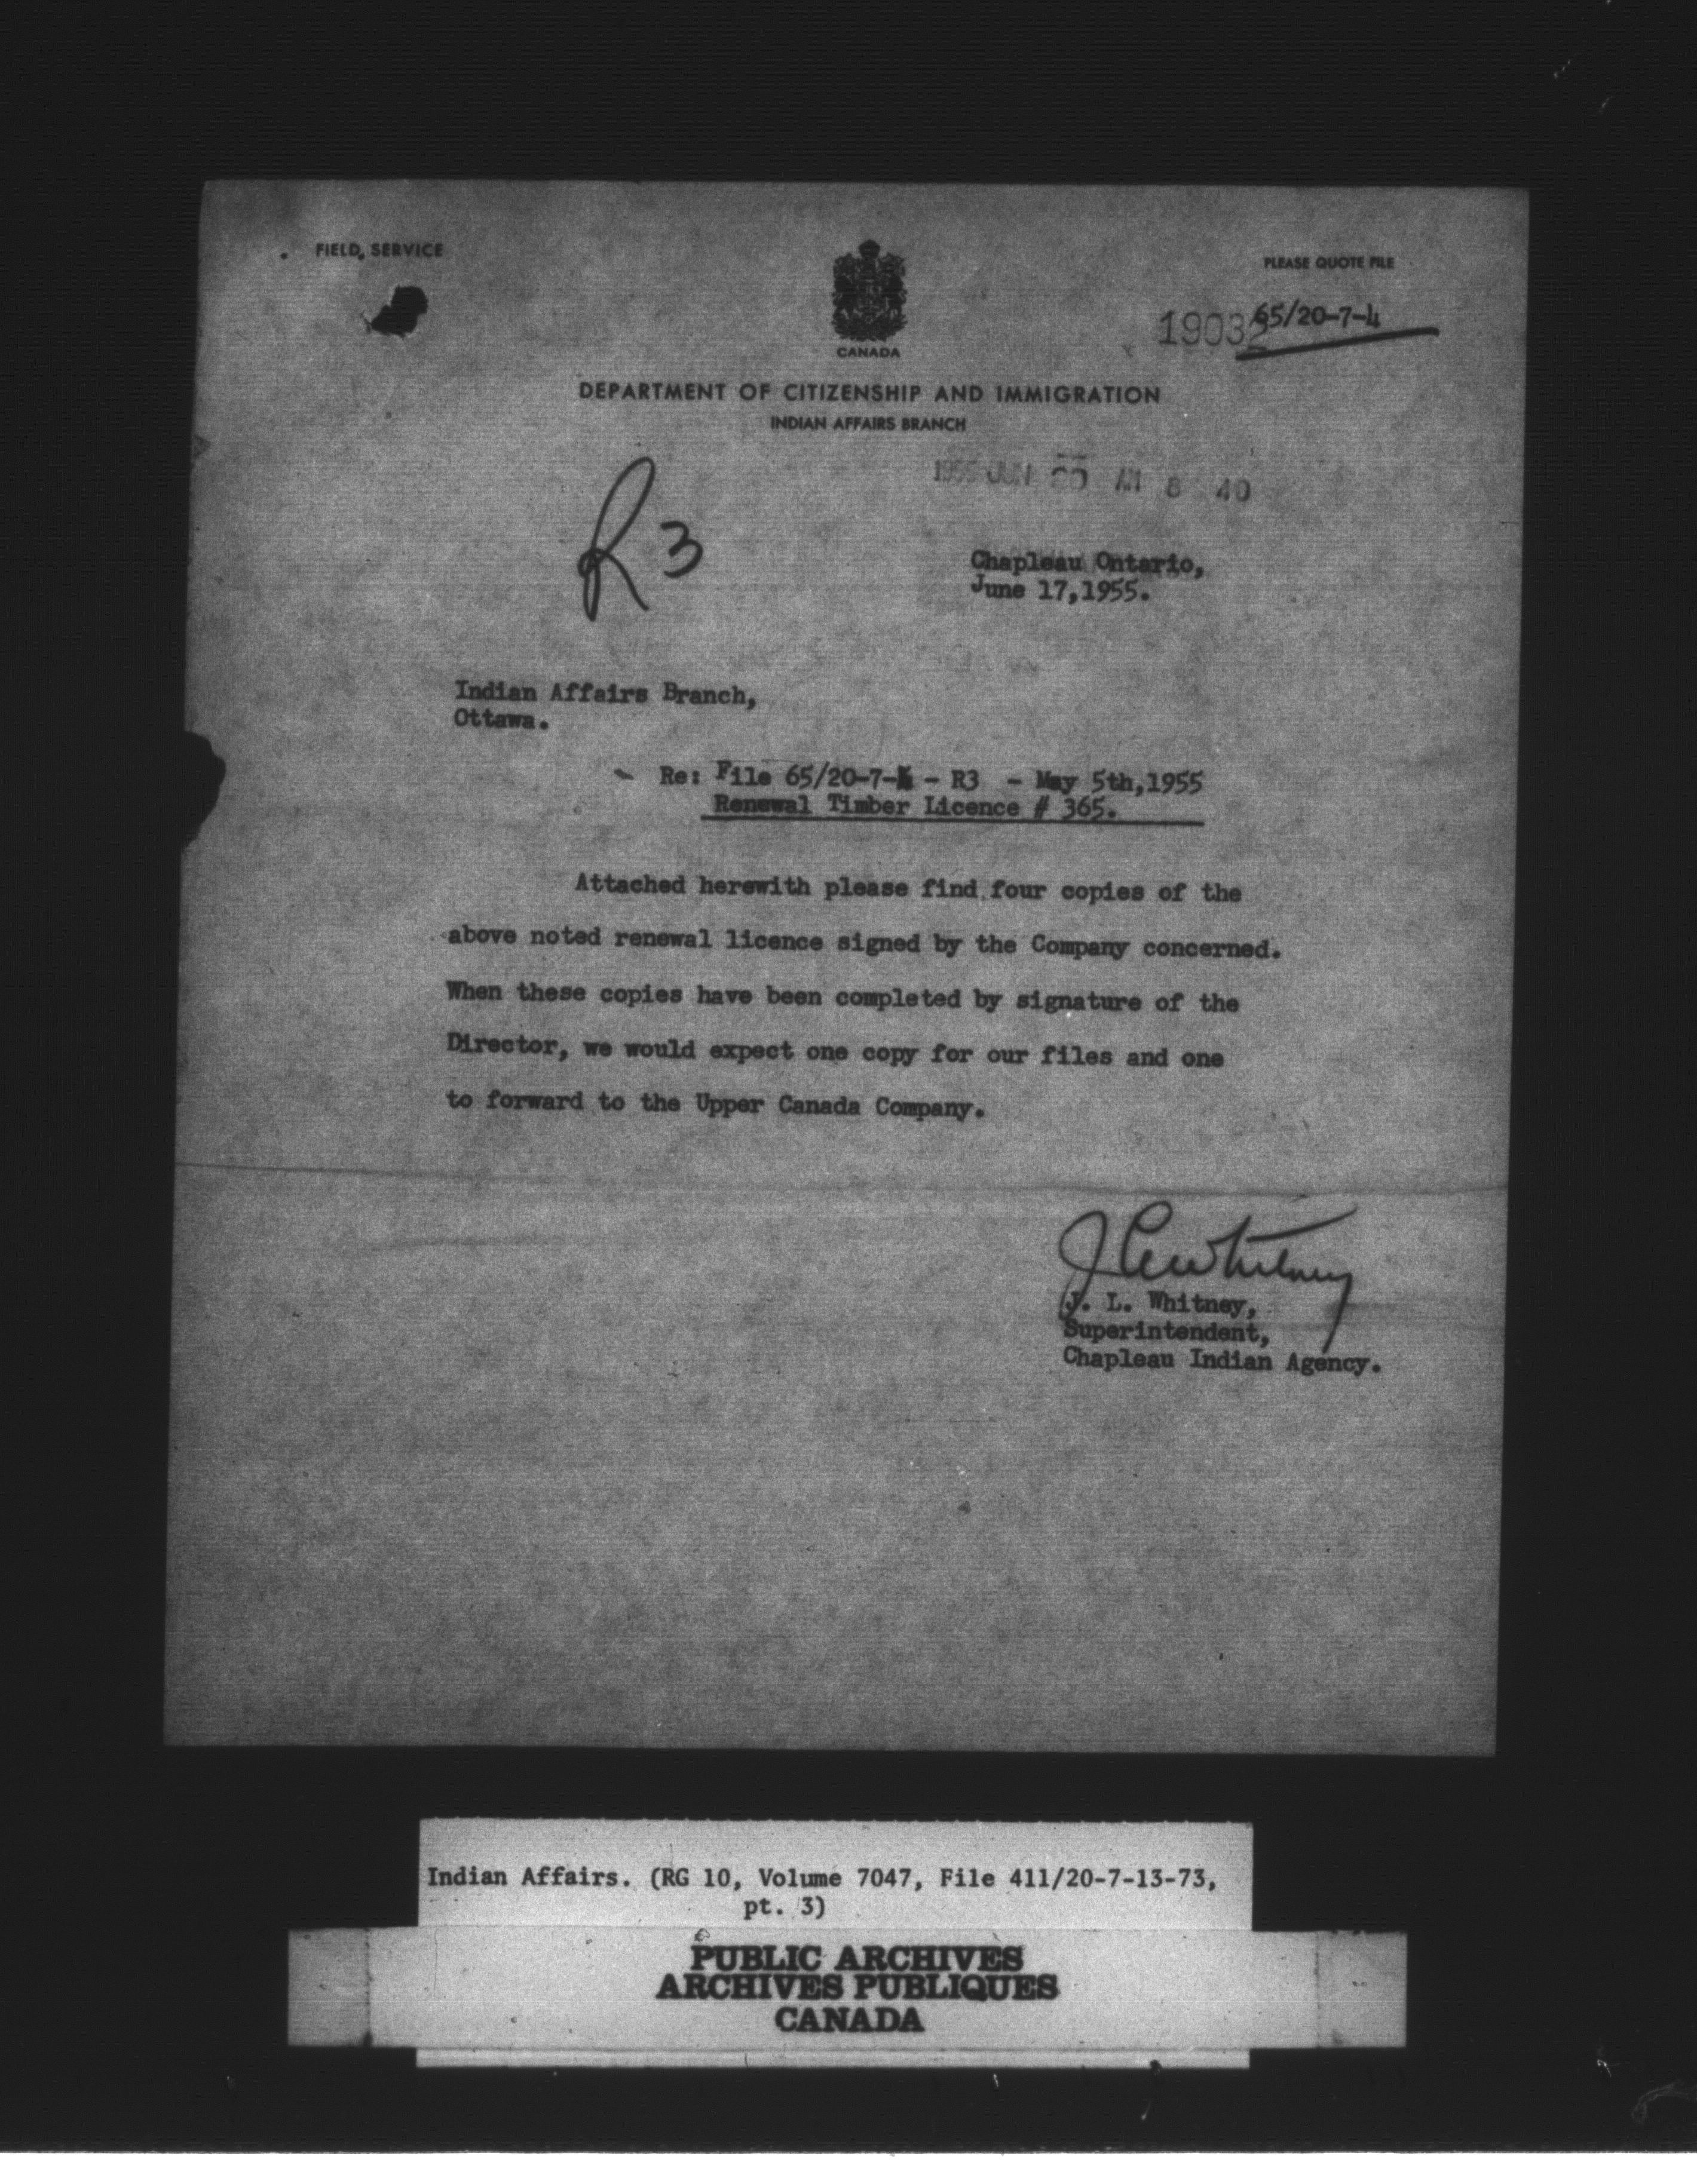 FIELD SERVICE
PLEASE QUOTE FILE
19032
65/20-7-4
CANADA
DEPARTMENT OF CITIZENSHIP AND IMMIGRATION
INDIAN AFFAIRS BRANCH
1955 JUN 20 AM 8 40
R3
Chapleau Ontario,
June 17,1955.
Indian Affairs Branch,
Ottawa.
Re: File 65/20-7-4 - R3 - May 5th,1955
Renewal Timber Licence # 365.
Attached herewith please find four copies of the
above noted renewal licence signed by the Company concerned.
When these copies have been completed by signature of the
Director, we would expect one copy for our files and one
to forward to the Upper Canada Company.
J. L. Whitney,
Superintendent,
Chapleau Indian Agency.
Indian Affairs. (RG 10, Volume 7047, File 411/20-7-13-73,
pt. 3)
PUBLIC ARCHIVES
ARCHIVES PUBLIQUES
CANADA